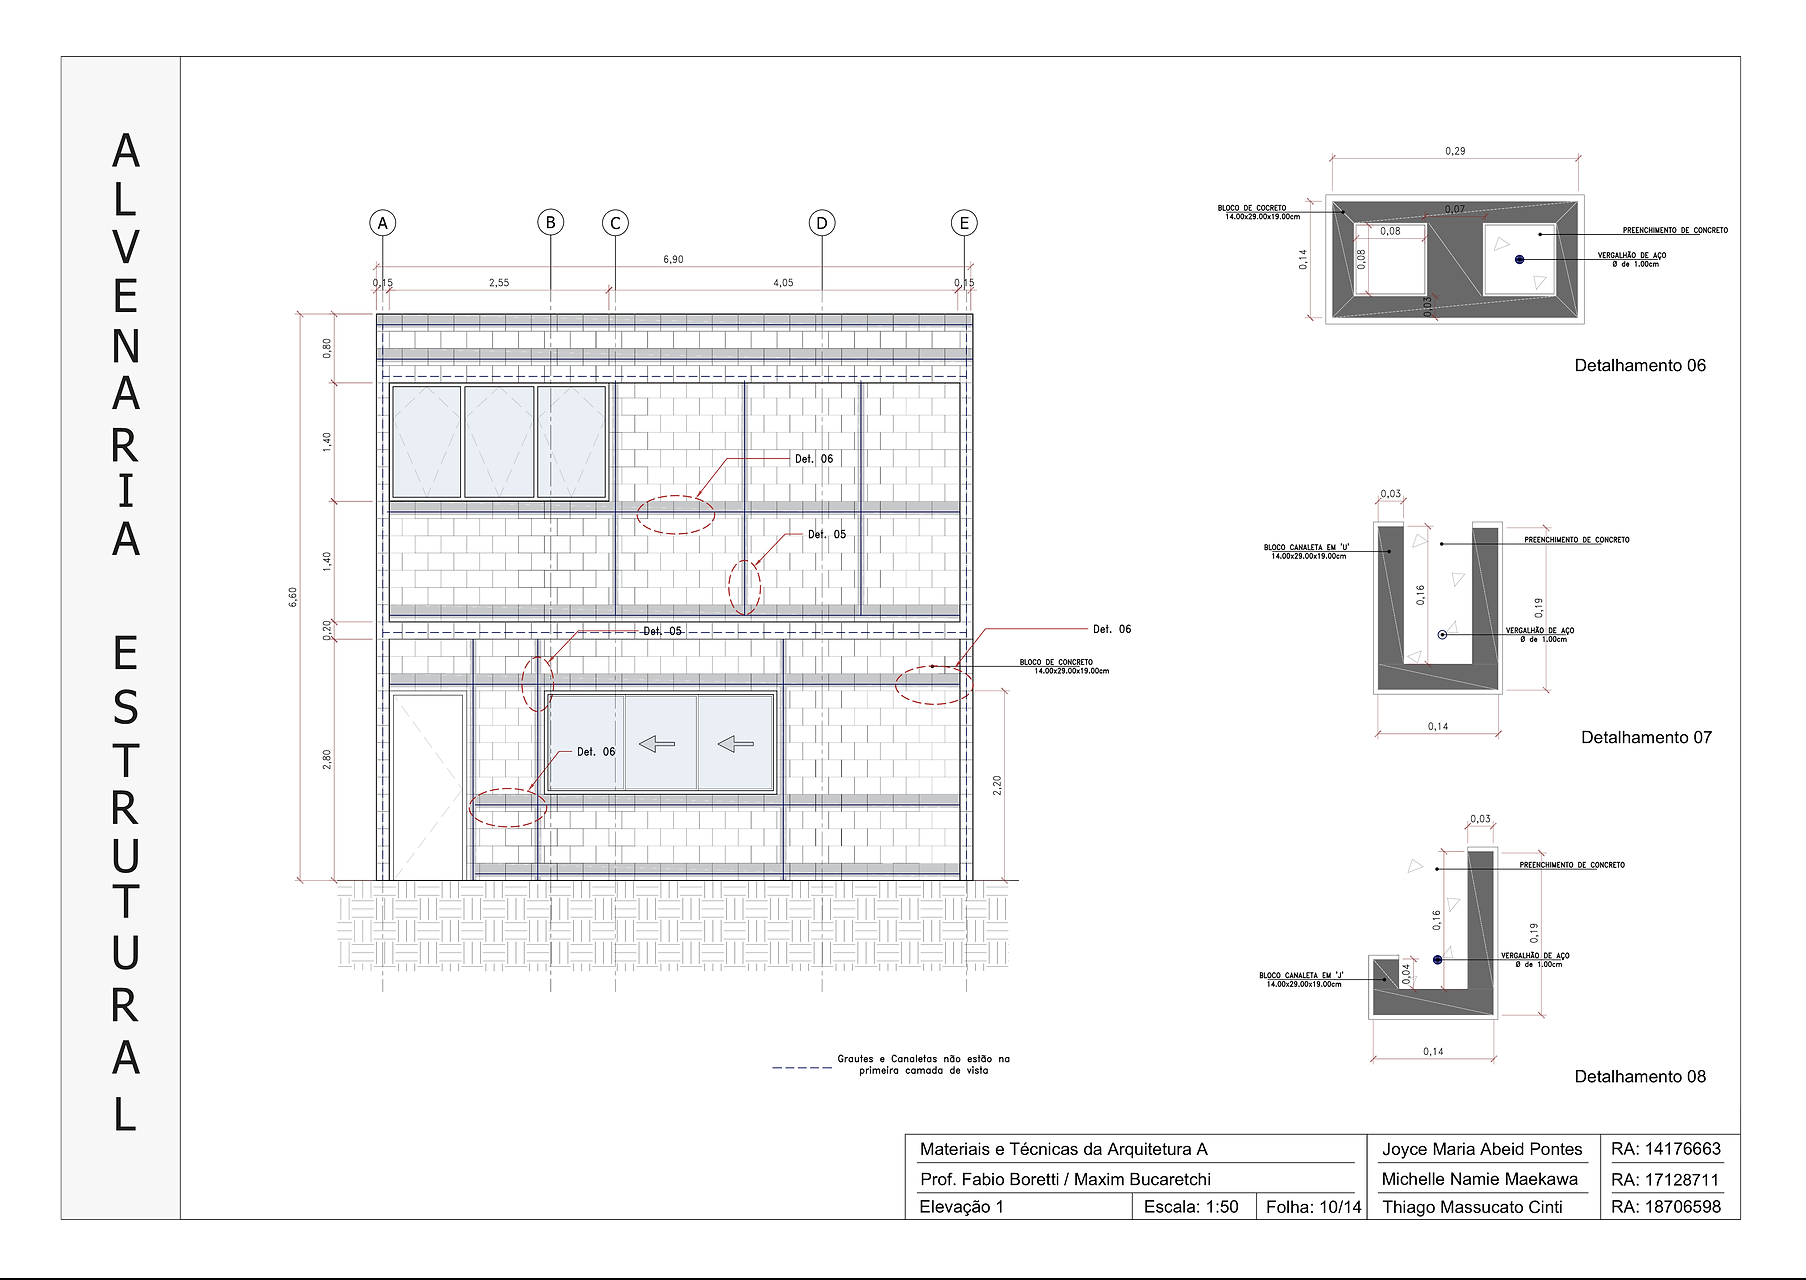 ALVENARIA ESTRUTURAL
A
B
C
D
E
6,90
0,15
2,55
4,05
0,15
0,80
1,40
1,40
0,20
2,80
6,60
2,20
Det. 06
Det. 05
Det. 05
Det. 06
BLOCO DE CONCRETO
14.00x29.00x19.00cm
Det. 06
Grautes e Canaletas não estão na
primeira camada de vista
0,29
BLOCO DE COCRETO
14.00x29.00x19.00cm
0,07
0,08
0,08
0,14
0,03
PREENCHIMENTO DE CONCRETO
VERGALHÃO DE AÇO
Ø de 1.00cm
Detalhamento 06
0,03
BLOCO CANALETA EM 'U'
14.00x29.00x19.00cm
PREENCHIMENTO DE CONCRETO
0,16
0,19
VERGALHÃO DE AÇO
Ø de 1.00cm
0,14
Detalhamento 07
0,03
PREENCHIMENTO DE CONCRETO
0,16
0,19
VERGALHÃO DE AÇO
Ø de 1.00cm
0,04
BLOCO CANALETA EM 'J'
14.00x29.00x19.00cm
0,14
Detalhamento 08
Materiais e Técnicas da Arquitetura A
Joyce Maria Abeid Pontes
RA: 14176663
Prof. Fabio Boretti / Maxim Bucaretchi
Michelle Namie Maekawa
RA: 17128711
Elevação 1
Escala: 1:50
Folha: 10/14
Thiago Massucato Cinti
RA: 18706598